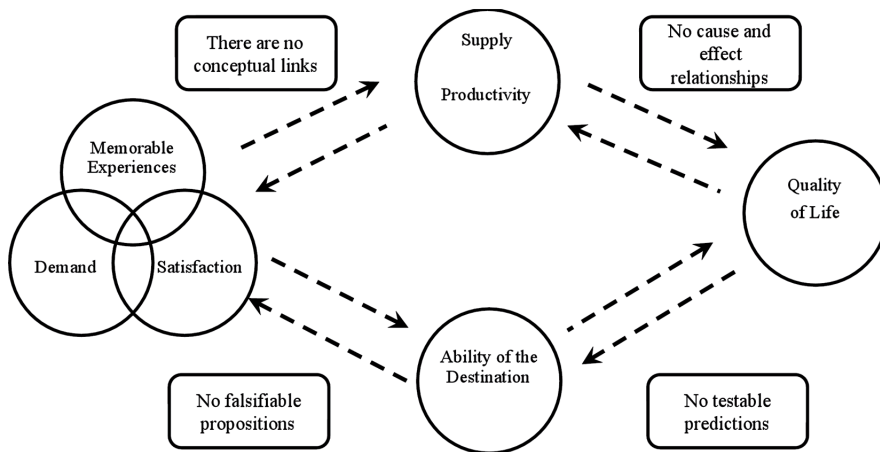 There are no
conceptual links
Supply
Productivity
No cause and
effect
relationships
Memorable
Experiences
Demand
Satisfaction
Quality
of Life
Ability of the
Destination
No falsifiable
propositions
No testable
predictions